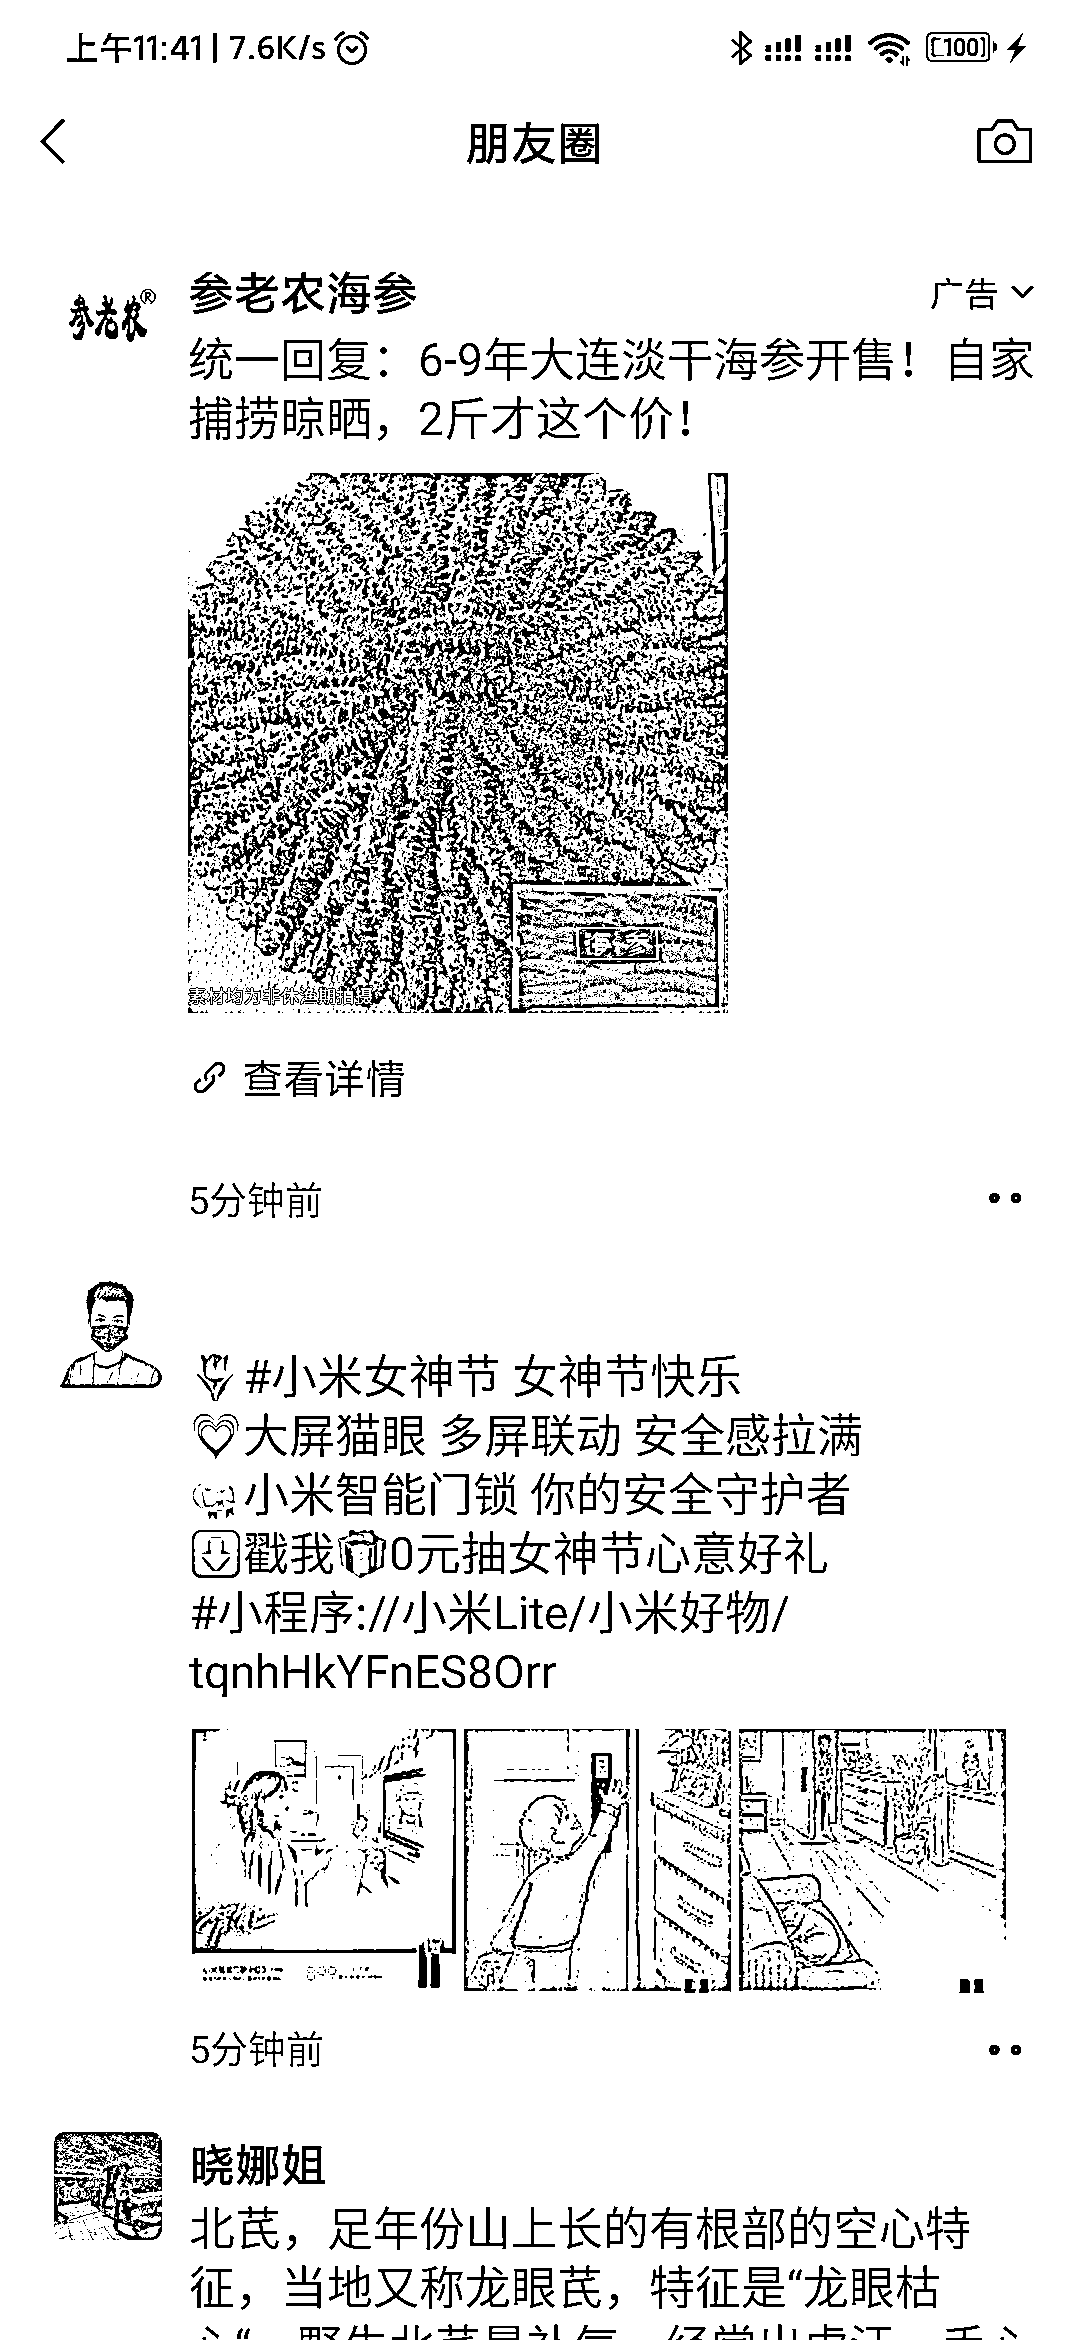 上午11:41 | 7.6K/s
100
朋友圈
参老农®
参老农海参
广告
统一回复：6-9年大连淡干海参开售！自家
捕捞晾晒，2斤才这个价！
海参
素材均为非休渔期拍摄
查看详情
5分钟前
#小米女神节 女神节快乐
大屏猫眼 多屏联动 安全感拉满
小米智能门锁 你的安全守护者
戳我🎁0元抽女神节心意好礼
#小程序://小米Lite/小米好物/
tqnhHkYFnES8Orr
5分钟前
晓娜姐
北芪，足年份山上长的有根部的空心特
征，当地又称龙眼芪，特征是“龙眼枯